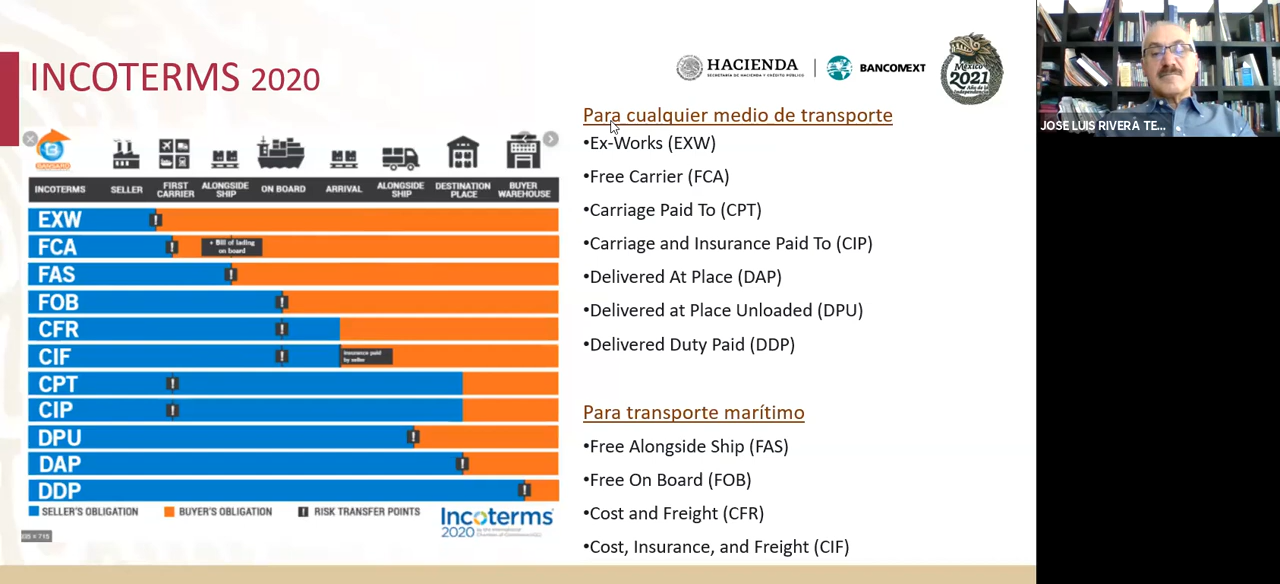 INCOTERMS 2020
HACIENDA
SECRETARÍA DE HACIENDA Y CRÉDITO PÚBLICO
BANCOMEXT
México
2021
Año de la
Independencia
JOSE LUIS RIVERA TE...
INCOTERMS SELLER FIRST CARRIER ALONGSIDE SHIP ON BOARD ARRIVAL ALONGSIDE SHIP DESTINATION PLACE BUYER WAREHOUSE
EXW
FCA
+ Bill of lading
on board
FAS
FOB
CFR
CIF
Insurance paid
by seller
CPT
CIP
DPU
DAP
DDP
SELLER'S OBLIGATION BUYER'S OBLIGATION RISK TRANSFER POINTS
Incoterms
2020
Para cualquier medio de transporte
•Ex-Works (EXW)
•Free Carrier (FCA)
•Carriage Paid To (CPT)
•Carriage and Insurance Paid To (CIP)
•Delivered At Place (DAP)
•Delivered at Place Unloaded (DPU)
•Delivered Duty Paid (DDP)
Para transporte marítimo
•Free Alongside Ship (FAS)
•Free On Board (FOB)
•Cost and Freight (CFR)
•Cost, Insurance, and Freight (CIF)